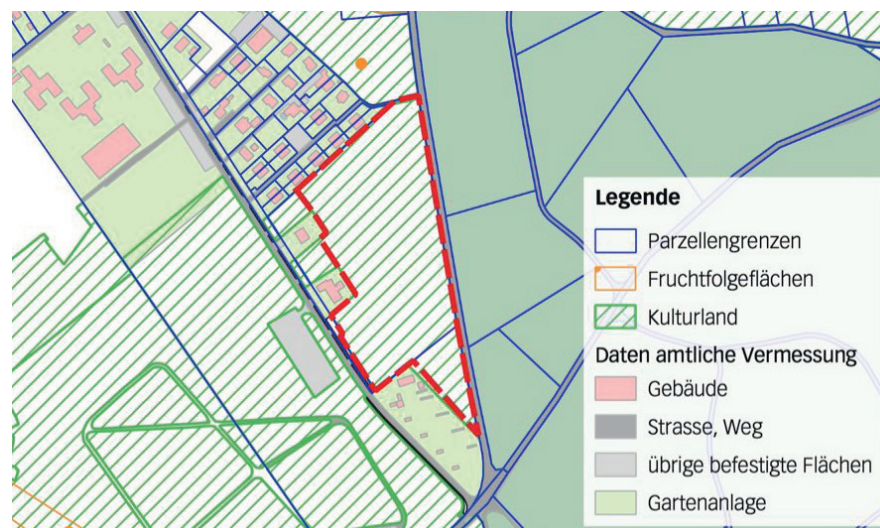 Legende
Parzellengrenzen
Fruchtfolgeflächen
Kulturland
Daten amtliche Vermessung
Gebäude
Strasse, Weg
übrige befestigte Flächen
Gartenanlage